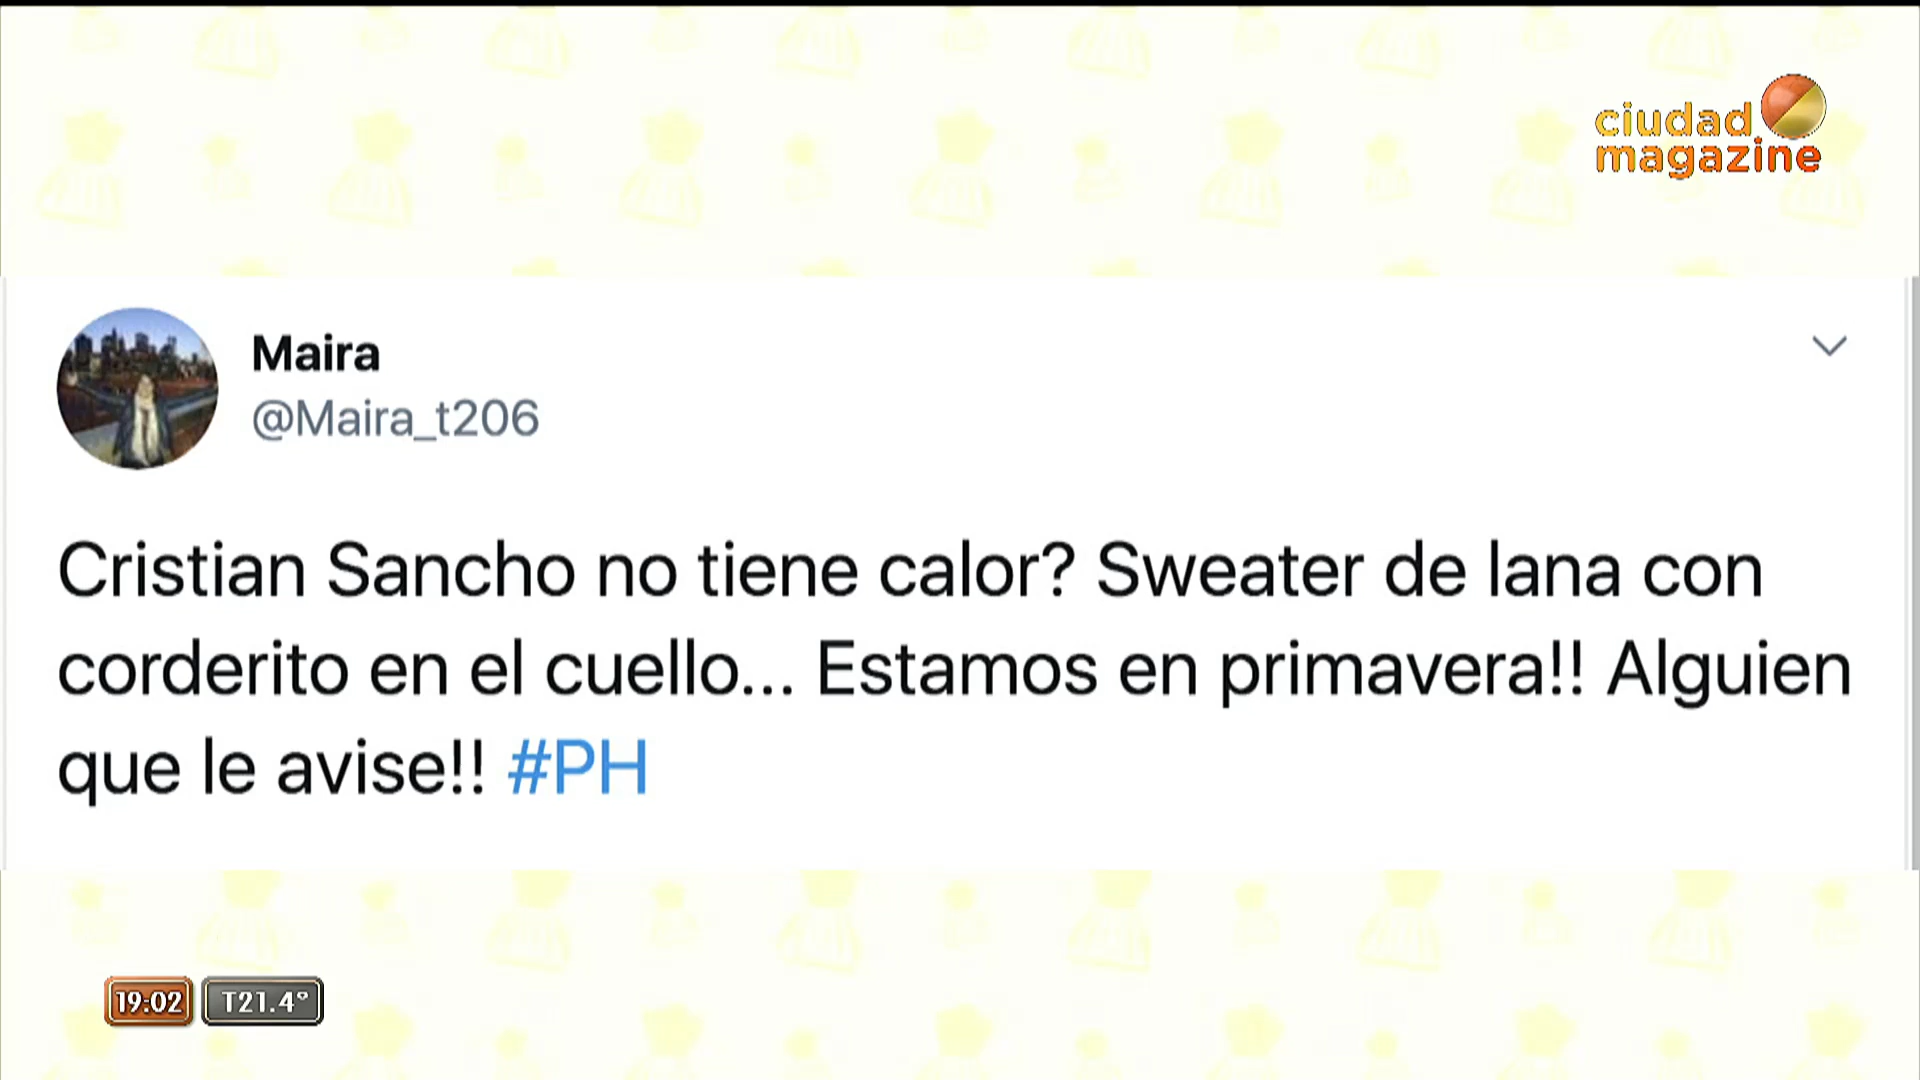 ciudad
magazine
Maira
@Maira_t206
Cristian Sancho no tiene calor? Sweater de lana con
corderito en el cuello... Estamos en primavera!! Alguien
que le avise!! #PH
19:02 T21.4°